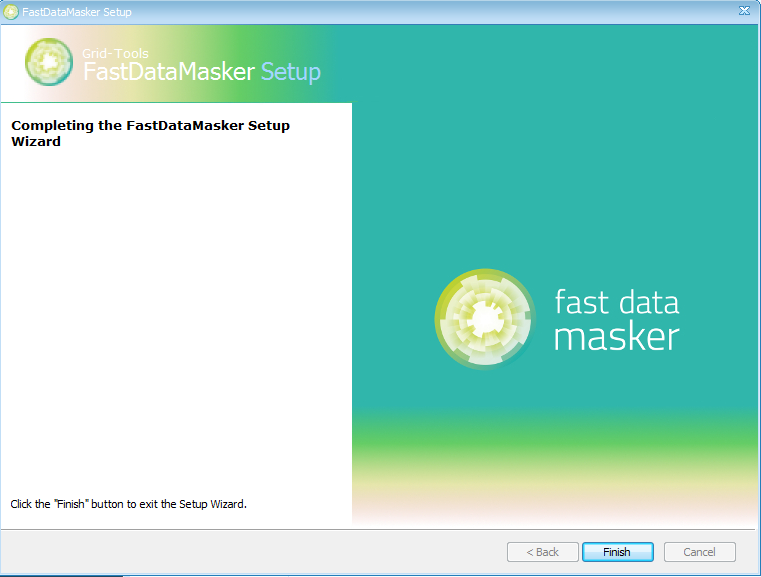 FastDataMasker Setup
Grid-Tools
FastDataMasker Setup
Completing the FastDataMasker Setup
Wizard
fast data
masker
Click the "Finish" button to exit the Setup Wizard.
< Back Finish Cancel